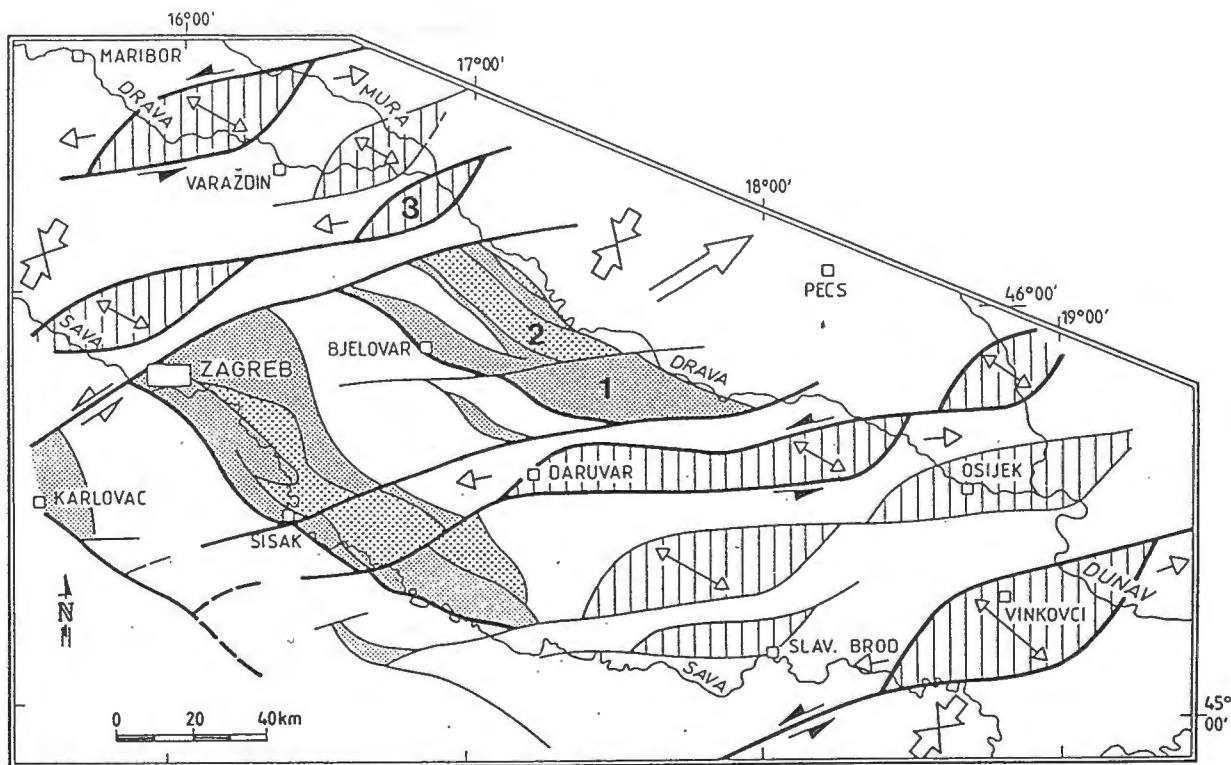 16°00'
MARIBOR
17°00'
DRAVA
MURA
VARAŽDIN
18°00'
3
PECS
46°00'
19°00'
SAVA
2
BJELOVAR
DRAVA
ZAGREB
1
DARUVAR
OSIJEK
KARLOVAC
SISAK
DUNAV
N
VINKOVCI
SLAV. BROD
SAVA
0 20 40km
45°
00'